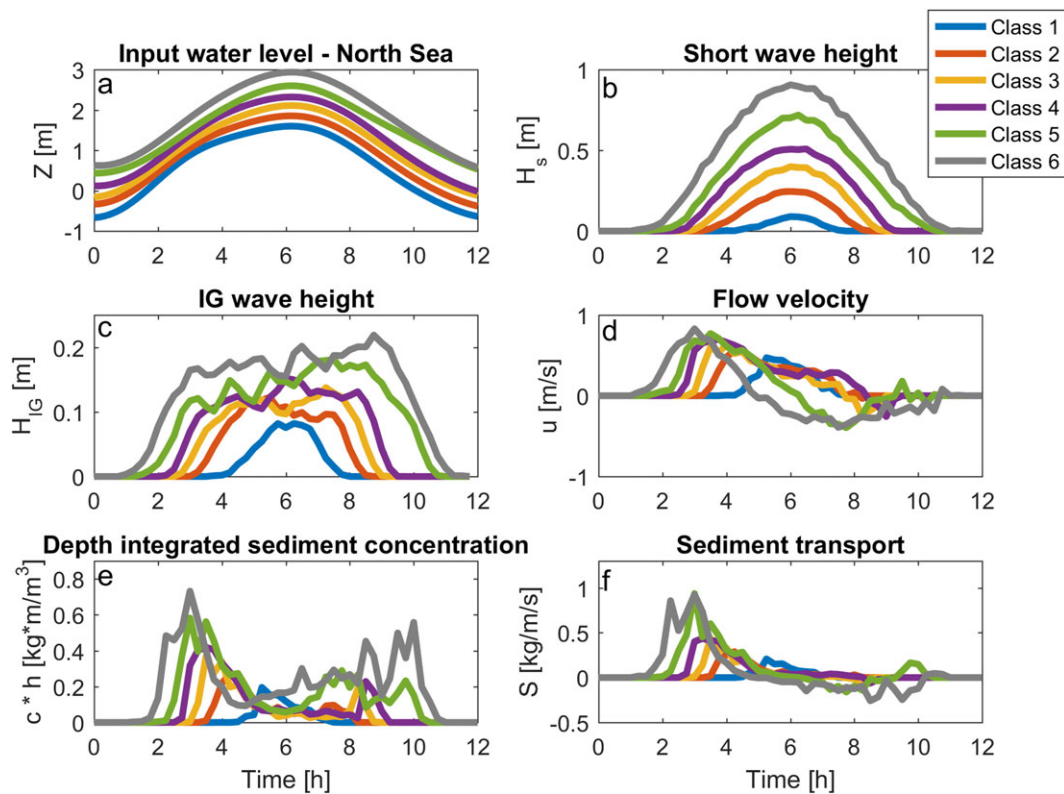 Input water level - North Sea
a
Z [m]
3
2
1
0
-1
0 2 4 6 8 10 12
Short wave height
b
H_s [m]
1
0.5
0
0 2 4 6 8 10 12
Class 1
Class 2
Class 3
Class 4
Class 5
Class 6
IG wave height
c
H_IG [m]
0.2
0.1
0
0 2 4 6 8 10 12
Flow velocity
d
u [m/s]
1
0
-1
0 2 4 6 8 10 12
Depth integrated sediment concentration
e
c * h [kg*m/m³]
0.8
0.6
0.4
0.2
0
0 2 4 6 8 10 12
Time [h]
Sediment transport
f
S [kg/m/s]
1
0.5
0
-0.5
0 2 4 6 8 10 12
Time [h]